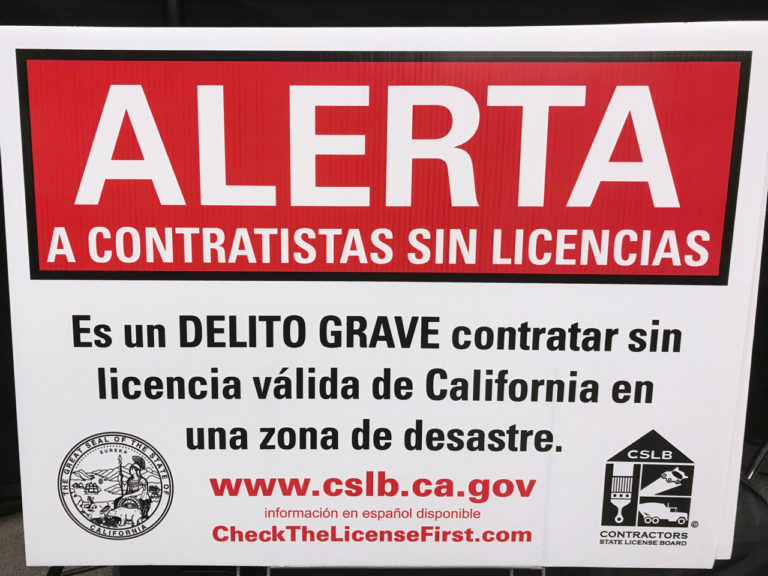 ALERTA
A CONTRATISTAS SIN LICENCIAS
Es un DELITO GRAVE contratar sin
licencia válida de California en
una zona de desastre.
THE GREAT SEAL OF THE STATE OF CALIFORNIA
EUREKA
www.cslb.ca.gov
información en español disponible
CheckTheLicenseFirst.com
CSLB
©
CONTRACTORS
STATE LICENSE BOARD